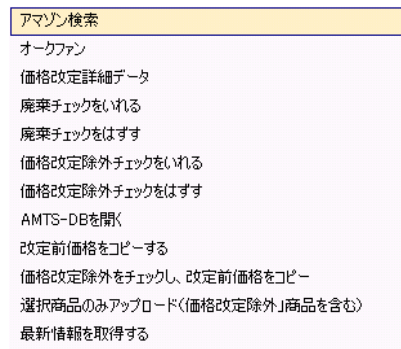 アマゾン検索
オークファン
価格改定詳細データ
廃棄チェックをいれる
廃棄チェックをはずす
価格改定除外チェックをいれる
価格改定除外チェックをはずす
AMTS-DBを開く
改定前価格をコピーする
価格改定除外をチェックし、改定前価格をコピー
選択商品のみアップロード(価格改定除外」商品を含む)
最新情報を取得する